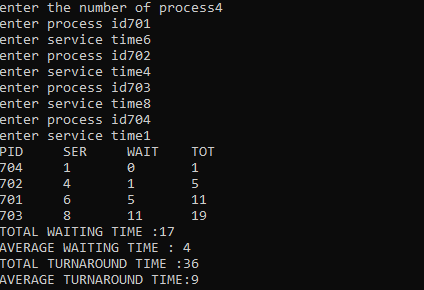 enter the number of process4
enter process id701
enter service time6
enter process id702
enter service time4
enter process id703
enter service time8
enter process id704
enter service time1
PID SER WAIT TOT
704 1 0 1
702 4 1 5
701 6 5 11
703 8 11 19
TOTAL WAITING TIME :17
AVERAGE WAITING TIME : 4
TOTAL TURNAROUND TIME :36
AVERAGE TURNAROUND TIME:9